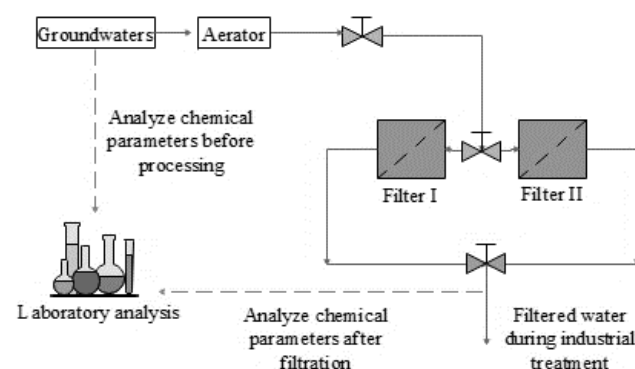 Groundwaters
Aerator
Analyze chemical
parameters before
processing
Filter I
Filter II
Laboratory analysis
Analyze chemical
parameters after
filtration
Filtered water
during industrial
treatment